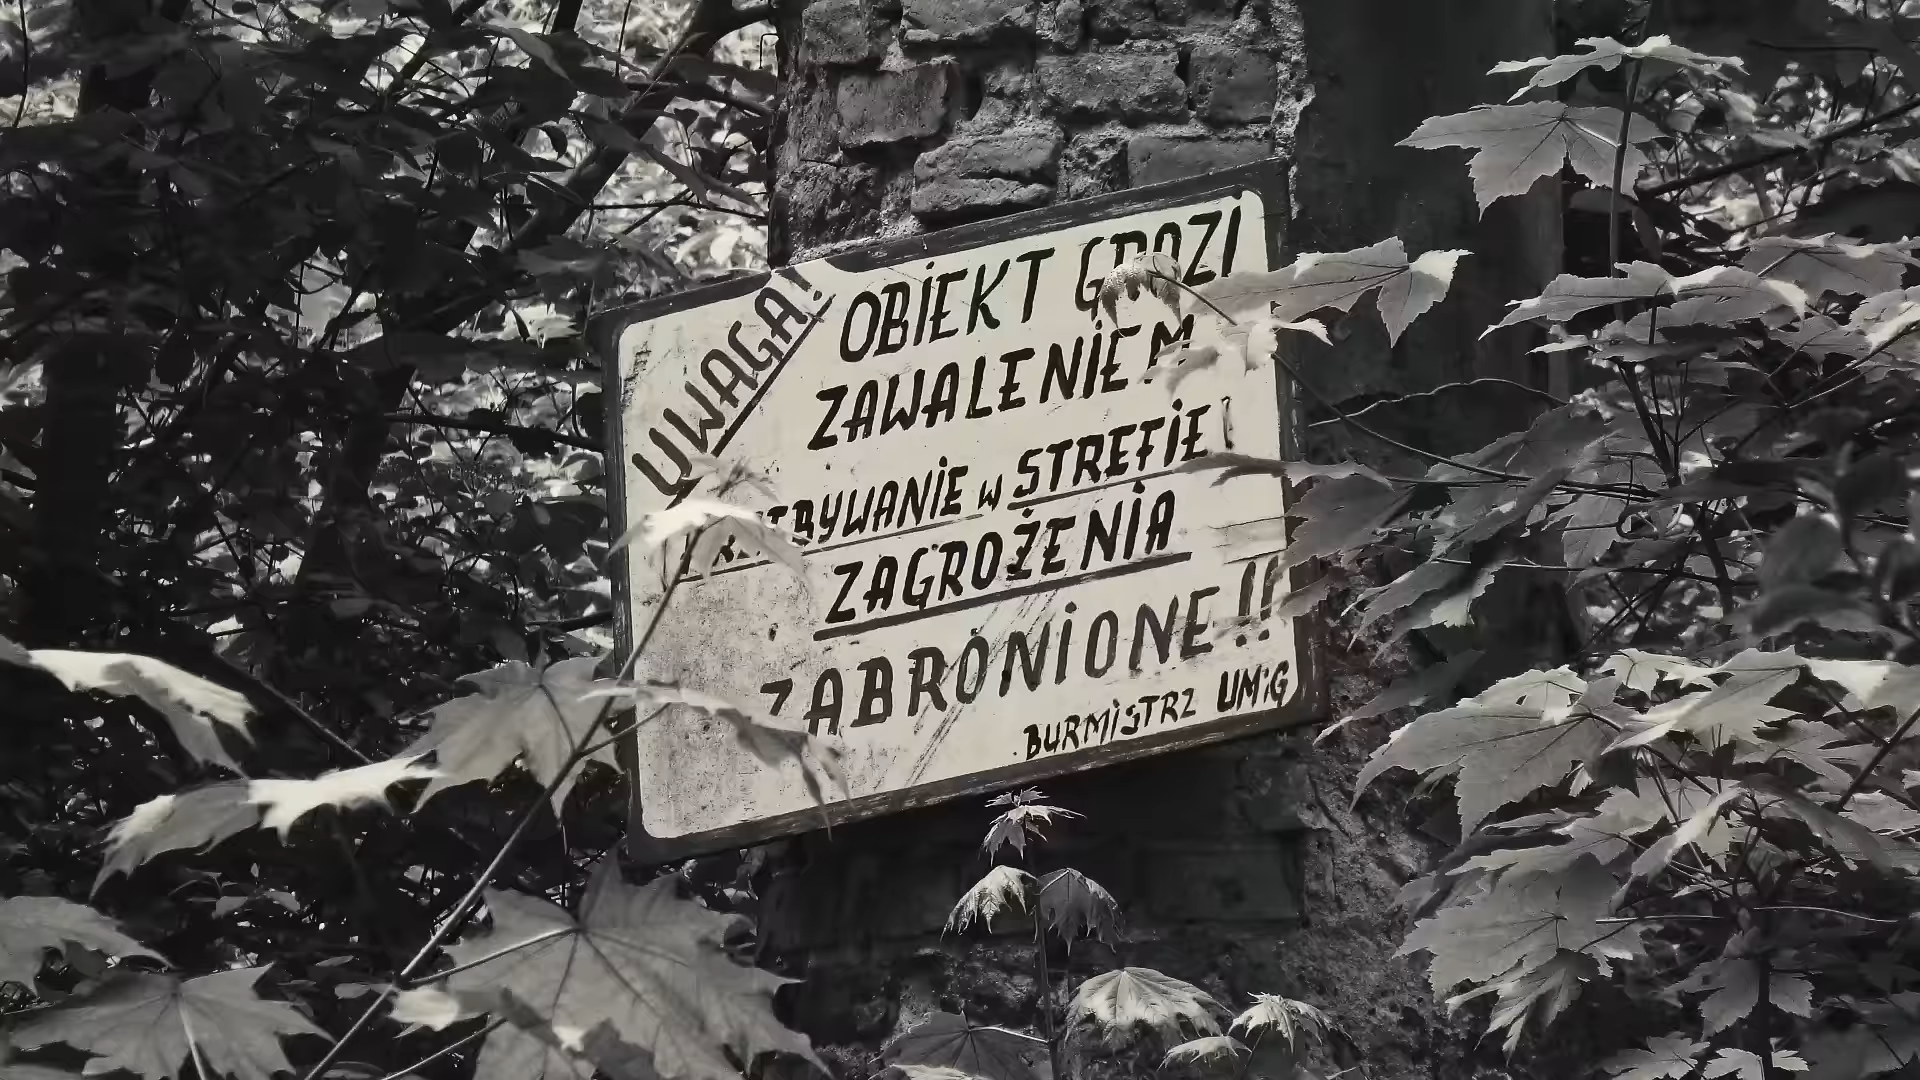 UWAGA!
OBIEKT GROZI
ZAWALENIEM
PRZEBYWANIE W STREFIE
ZAGROŻENIA
ZABRONIONE!!
BURMISTRZ UMiG